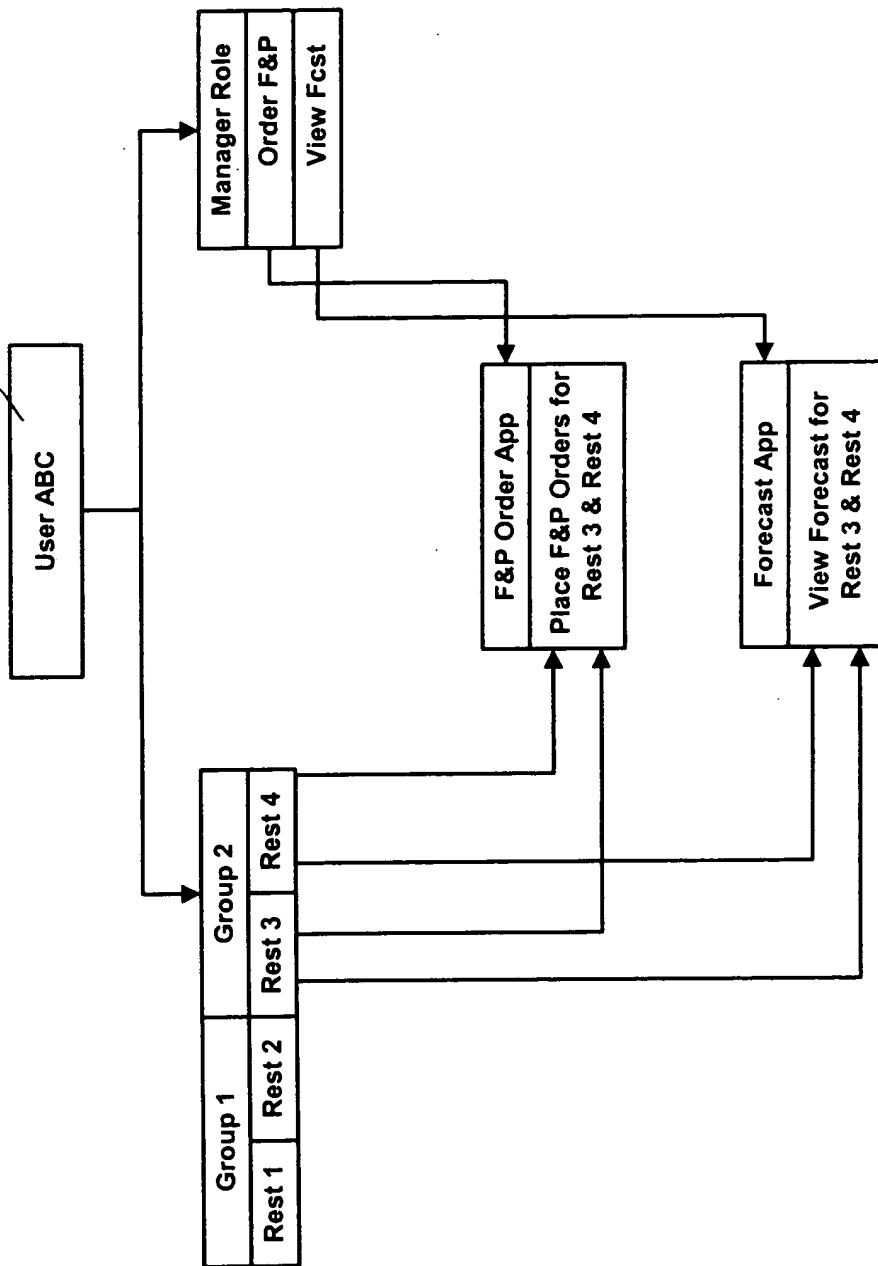 User ABC
Group 1
Group 2
Rest 1
Rest 2
Rest 3
Rest 4
Manager Role
Order F&P
View Fcst
F&P Order App
Place F&P Orders for
Rest 3 & Rest 4
Forecast App
View Forecast for
Rest 3 & Rest 4